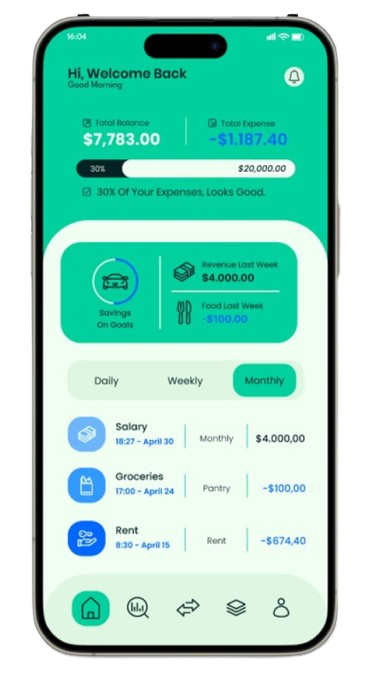 16:04
Hi, Welcome Back
Good Morning
Total Balance
$7,783.00
Total Expense
-$1.187.40
30%
$20,000.00
30% Of Your Expenses, Looks Good.
Savings
On Goals
Revenue Last Week
$4.000.00
Food Last Week
-$100.00
Daily Weekly Monthly
Salary
18:27 - April 30
Monthly
$4.000,00
Groceries
17:00 - April 24
Pantry
-$100,00
Rent
8:30 - April 15
Rent
-$674,40